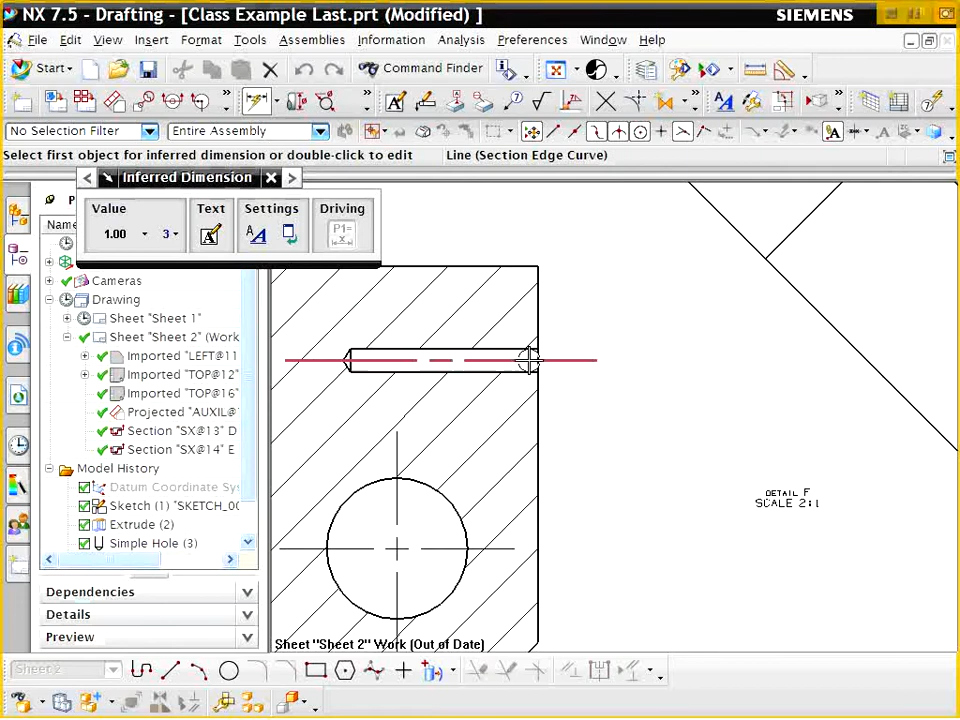 NX 7.5 - Drafting - [Class Example Last.prt (Modified) ]
SIEMENS
File Edit View Insert Format Tools Assemblies Information Analysis Preferences Window Help
Start
Command Finder
No Selection Filter
Entire Assembly
Select first object for inferred dimension or double-click to edit
Line (Section Edge Curve)
Inferred Dimension
Value Text Settings Driving
1.00 3
P1=
x
Name
Cameras
Drawing
Sheet "Sheet 1"
Sheet "Sheet 2" (Work
Imported "LEFT@11
Imported "TOP@12"
Imported "TOP@16"
Projected "AUXIL@
Section "SX@13" D
Section "SX@14" E
Model History
Datum Coordinate Sy
Sketch (1) "SKETCH_00
Extrude (2)
Simple Hole (3)
Dependencies
Details
Preview
DETAIL F
SCALE 2:1
Sheet "Sheet 2" Work (Out of Date)
Sheet 2